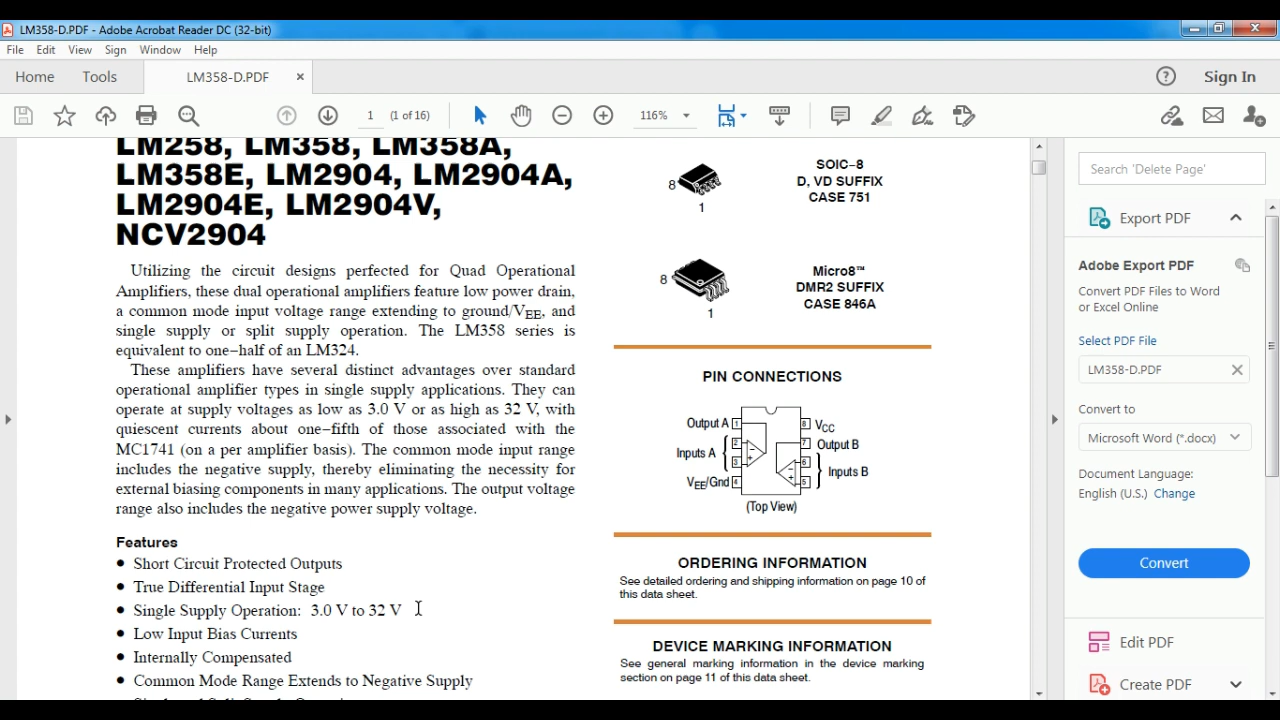 LM358-D.PDF - Adobe Acrobat Reader DC (32-bit)
File Edit View Sign Window Help
Home Tools LM358-D.PDF × Sign In
1 (1 of 16) 116%
LM258, LM358, LM358A,
LM358E, LM2904, LM2904A,
LM2904E, LM2904V,
NCV2904
Utilizing the circuit designs perfected for Quad Operational
Amplifiers, these dual operational amplifiers feature low power drain,
a common mode input voltage range extending to ground/VEE, and
single supply or split supply operation. The LM358 series is
equivalent to one−half of an LM324.
These amplifiers have several distinct advantages over standard
operational amplifier types in single supply applications. They can
operate at supply voltages as low as 3.0 V or as high as 32 V, with
quiescent currents about one−fifth of those associated with the
MC1741 (on a per amplifier basis). The common mode input range
includes the negative supply, thereby eliminating the necessity for
external biasing components in many applications. The output voltage
range also includes the negative power supply voltage.
Features
• Short Circuit Protected Outputs
• True Differential Input Stage
• Single Supply Operation: 3.0 V to 32 V
• Low Input Bias Currents
• Internally Compensated
• Common Mode Range Extends to Negative Supply
8
1
SOIC−8
D, VD SUFFIX
CASE 751
8
1
Micro8™
DMR2 SUFFIX
CASE 846A
PIN CONNECTIONS
Output A 1 8 VCC
2 7 Output B
Inputs A 3 6 Inputs B
VEE/Gnd 4 5
(Top View)
ORDERING INFORMATION
See detailed ordering and shipping information on page 10 of
this data sheet.
DEVICE MARKING INFORMATION
See general marking information in the device marking
section on page 11 of this data sheet.
Search 'Delete Page'
Export PDF
Adobe Export PDF
Convert PDF Files to Word
or Excel Online
Select PDF File
LM358-D.PDF
Convert to
Microsoft Word (*.docx)
Document Language:
English (U.S.) Change
Convert
Edit PDF
Create PDF